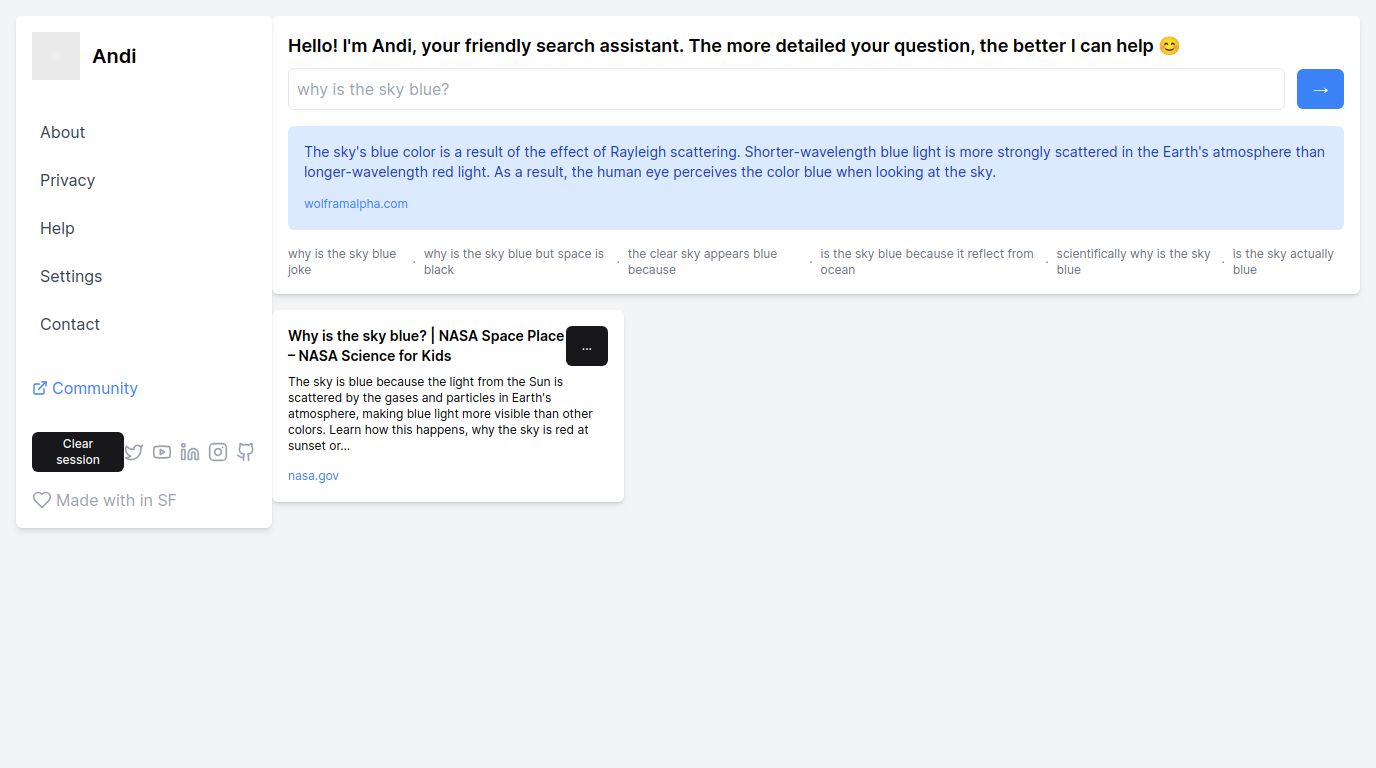 Andi
About
Privacy
Help
Settings
Contact
Community
Clear
session
Made with in SF
Hello! I'm Andi, your friendly search assistant. The more detailed your question, the better I can help 😊
why is the sky blue?
→
The sky's blue color is a result of the effect of Rayleigh scattering. Shorter-wavelength blue light is more strongly scattered in the Earth's atmosphere than
longer-wavelength red light. As a result, the human eye perceives the color blue when looking at the sky.
wolframalpha.com
why is the sky blue
joke
·
why is the sky blue but space is
black
·
the clear sky appears blue
because
·
is the sky blue because it reflect from
ocean
·
scientifically why is the sky
blue
·
is the sky actually
blue
Why is the sky blue? | NASA Space Place
– NASA Science for Kids
...
The sky is blue because the light from the Sun is
scattered by the gases and particles in Earth's
atmosphere, making blue light more visible than other
colors. Learn how this happens, why the sky is red at
sunset or...
nasa.gov